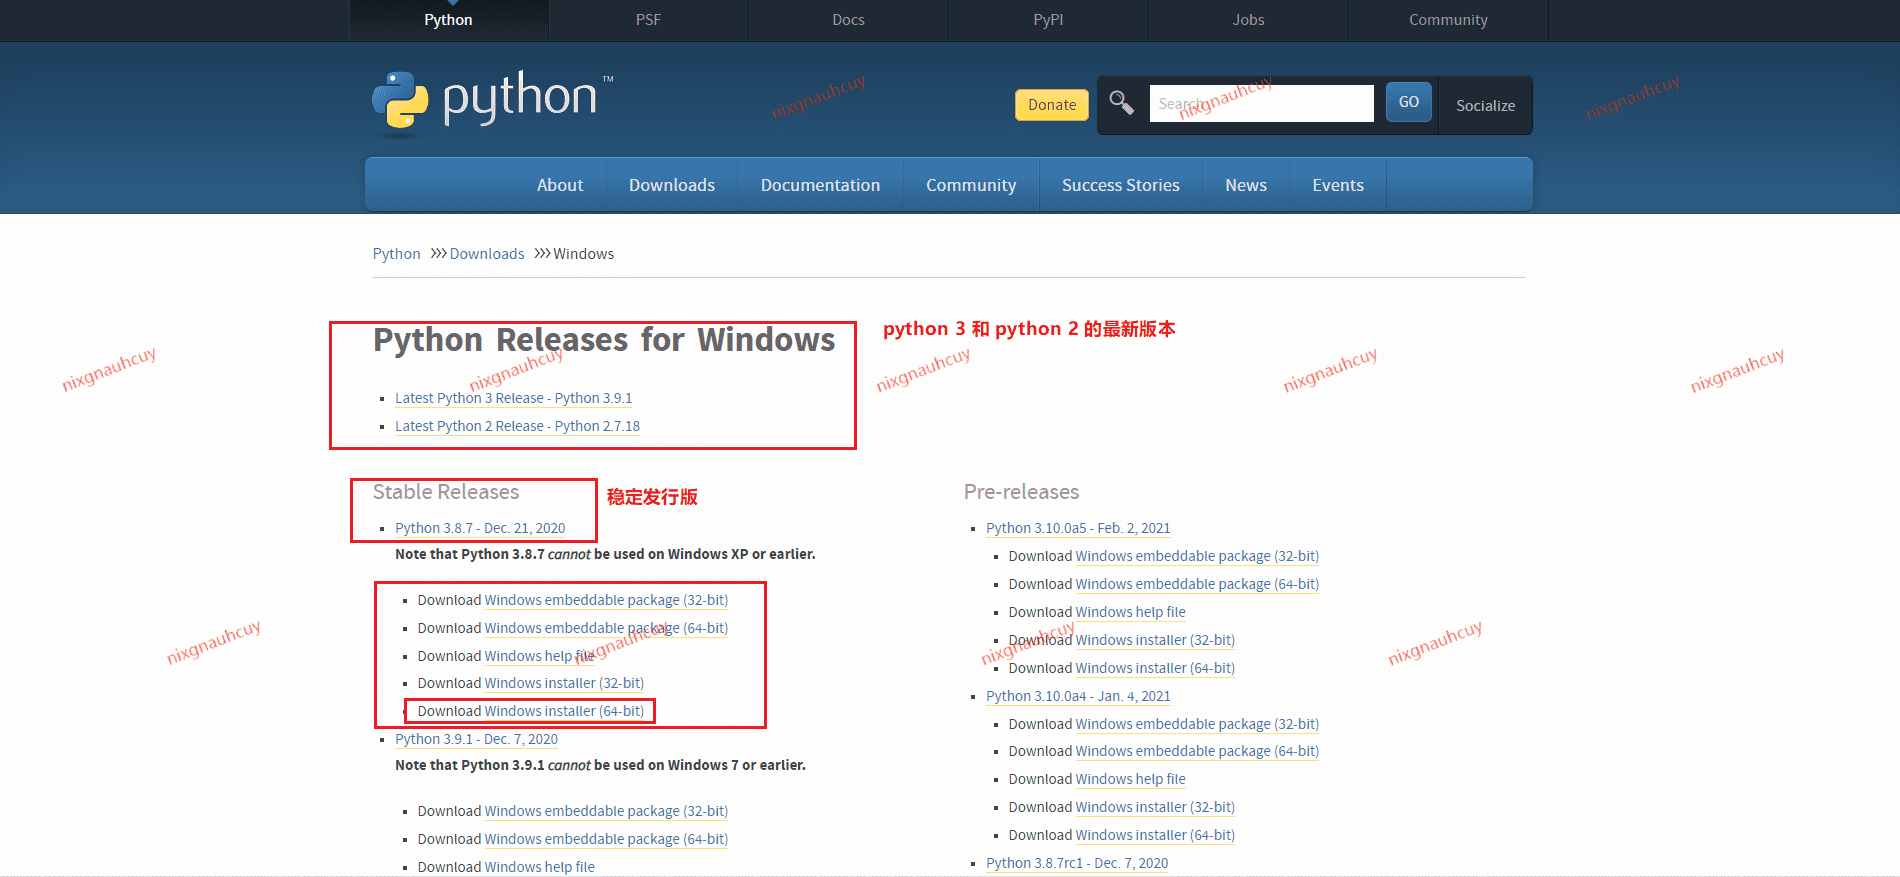 Python PSF Docs PyPI Jobs Community
python™
Donate
Search
GO
Socialize
About Downloads Documentation Community Success Stories News Events
Python >>> Downloads >>> Windows
Python Releases for Windows
python 3 和 python 2 的最新版本
Latest Python 3 Release - Python 3.9.1
Latest Python 2 Release - Python 2.7.18
Stable Releases
稳定发行版
Python 3.8.7 - Dec. 21, 2020
Note that Python 3.8.7 cannot be used on Windows XP or earlier.
Download Windows embeddable package (32-bit)
Download Windows embeddable package (64-bit)
Download Windows help file
Download Windows installer (32-bit)
Download Windows installer (64-bit)
Python 3.9.1 - Dec. 7, 2020
Note that Python 3.9.1 cannot be used on Windows 7 or earlier.
Download Windows embeddable package (32-bit)
Download Windows embeddable package (64-bit)
Download Windows help file
Pre-releases
Python 3.10.0a5 - Feb. 2, 2021
Download Windows embeddable package (32-bit)
Download Windows embeddable package (64-bit)
Download Windows help file
Download Windows installer (32-bit)
Download Windows installer (64-bit)
Python 3.10.0a4 - Jan. 4, 2021
Download Windows embeddable package (32-bit)
Download Windows embeddable package (64-bit)
Download Windows help file
Download Windows installer (32-bit)
Download Windows installer (64-bit)
Python 3.8.7rc1 - Dec. 7, 2020
nixgnauhcuy
nixgnauhcuy
nixgnauhcuy
nixgnauhcuy
nixgnauhcuy
nixgnauhcuy
nixgnauhcuy
nixgnauhcuy
nixgnauhcuy
nixgnauhcuy
nixgnauhcuy
nixgnauhcuy